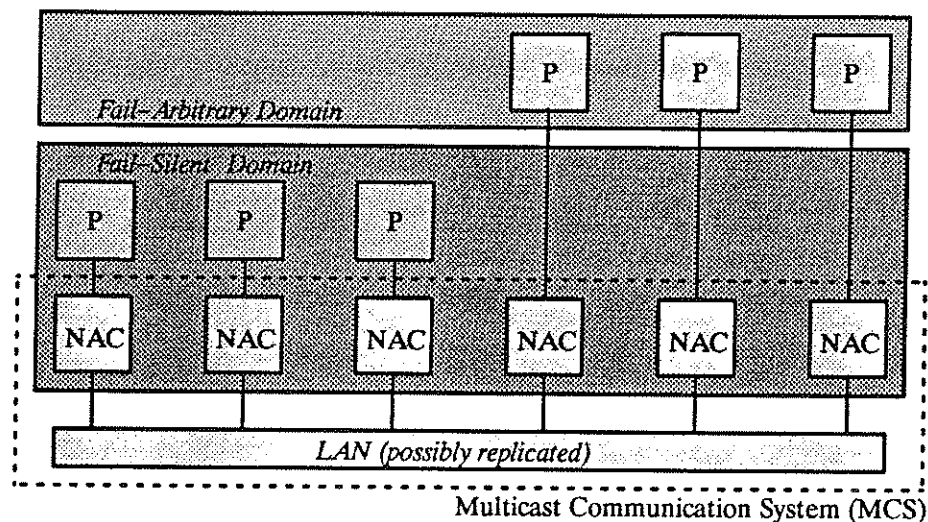 P P P
Fail-Arbitrary Domain
Fail-Silent Domain
P P P
NAC NAC NAC NAC NAC NAC
LAN (possibly replicated)
Multicast Communication System (MCS)